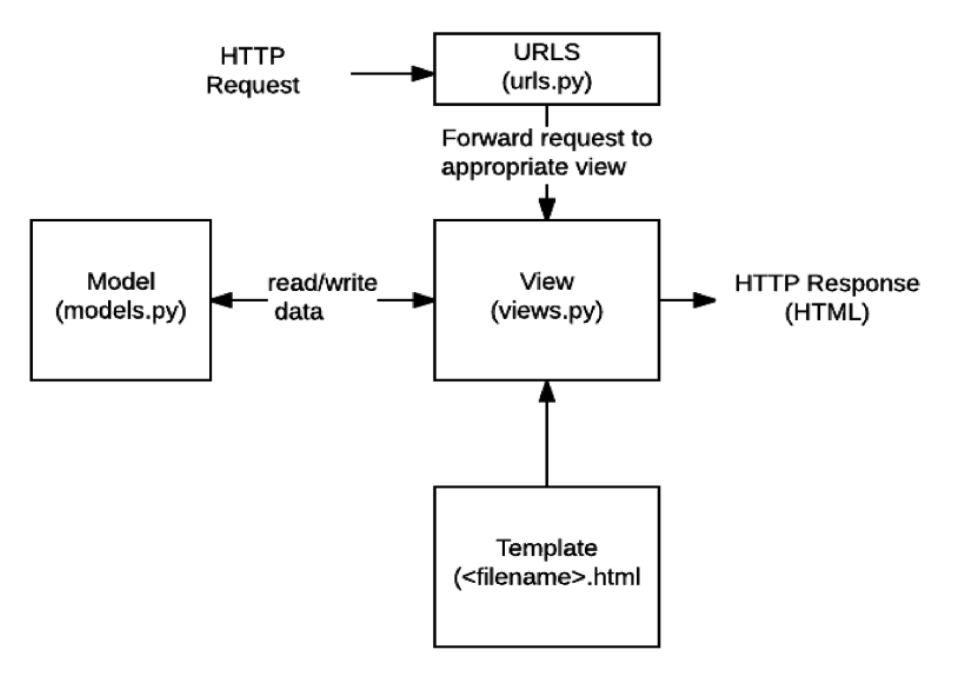 HTTP
Request
URLS
(urls.py)
Forward request to
appropriate view
Model
(models.py)
read/write
data
View
(views.py)
HTTP Response
(HTML)
Template
(<filename>.html